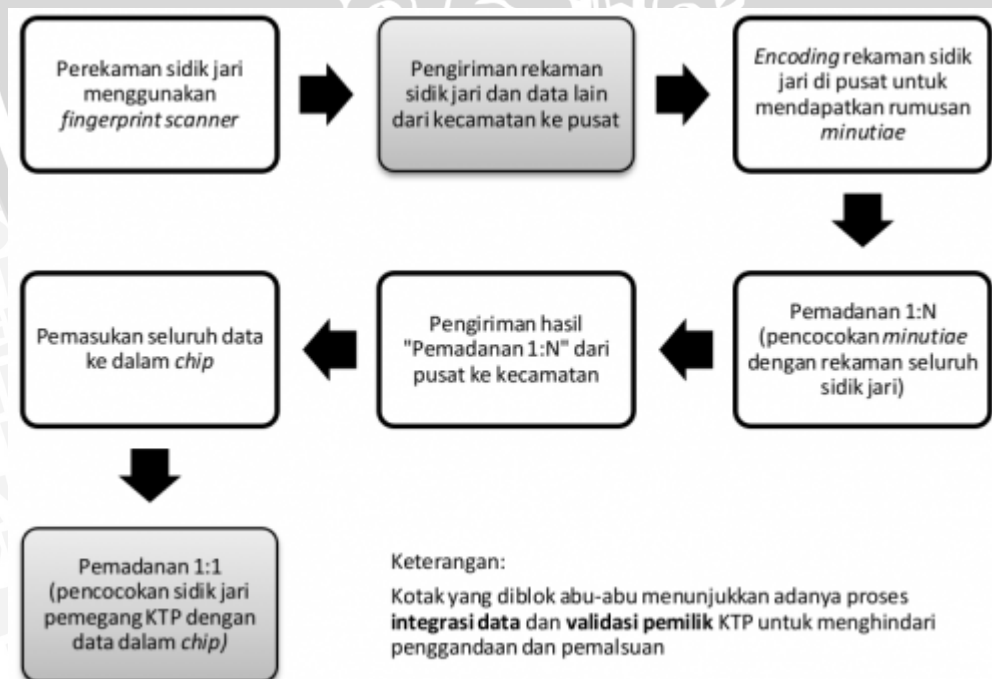 Perekaman sidik jari
menggunakan
fingerprint scanner
Pengiriman rekaman
sidik jari dan data lain
dari kecamatan ke pusat
Encoding rekaman sidik
jari di pusat untuk
mendapatkan rumusan
minutiae
Pemadanan 1:N
(pencocokan minutiae
dengan rekaman seluruh
sidik jari)
Pengiriman hasil
"Pemadanan 1:N" dari
pusat ke kecamatan
Pemasukan seluruh data
ke dalam chip
Pemadanan 1:1
(pencocokan sidik jari
pemegang KTP dengan
data dalam chip)
Keterangan:
Kotak yang diblok abu-abu menunjukkan adanya proses
integrasi data dan validasi pemilik KTP untuk menghindari
penggandaan dan pemalsuan